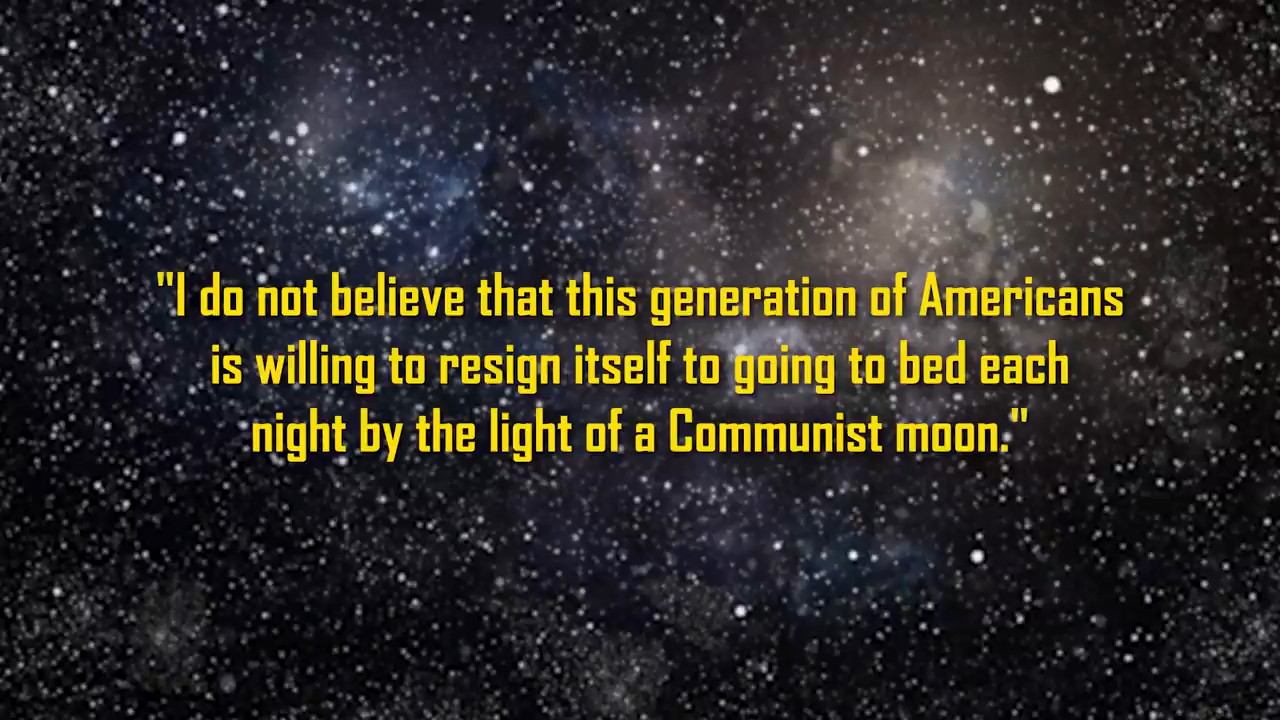 "I do not believe that this generation of Americans
is willing to resign itself to going to bed each
night by the light of a Communist moon."